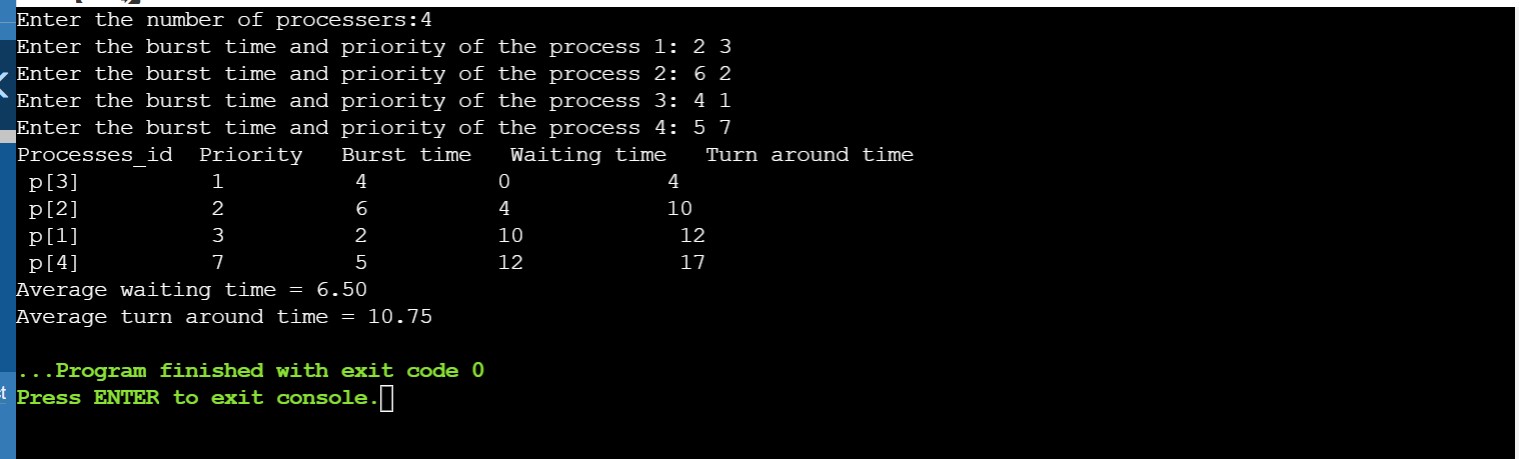 Enter the number of processers:4
Enter the burst time and priority of the process 1: 2 3
Enter the burst time and priority of the process 2: 6 2
Enter the burst time and priority of the process 3: 4 1
Enter the burst time and priority of the process 4: 5 7
Processes_id  Priority   Burst time   Waiting time   Turn around time
p[3]          1          4          0            4
p[2]          2          6          4            10
p[1]          3          2          10            12
p[4]          7          5          12            17
Average waiting time = 6.50
Average turn around time = 10.75
...Program finished with exit code 0
Press ENTER to exit console.